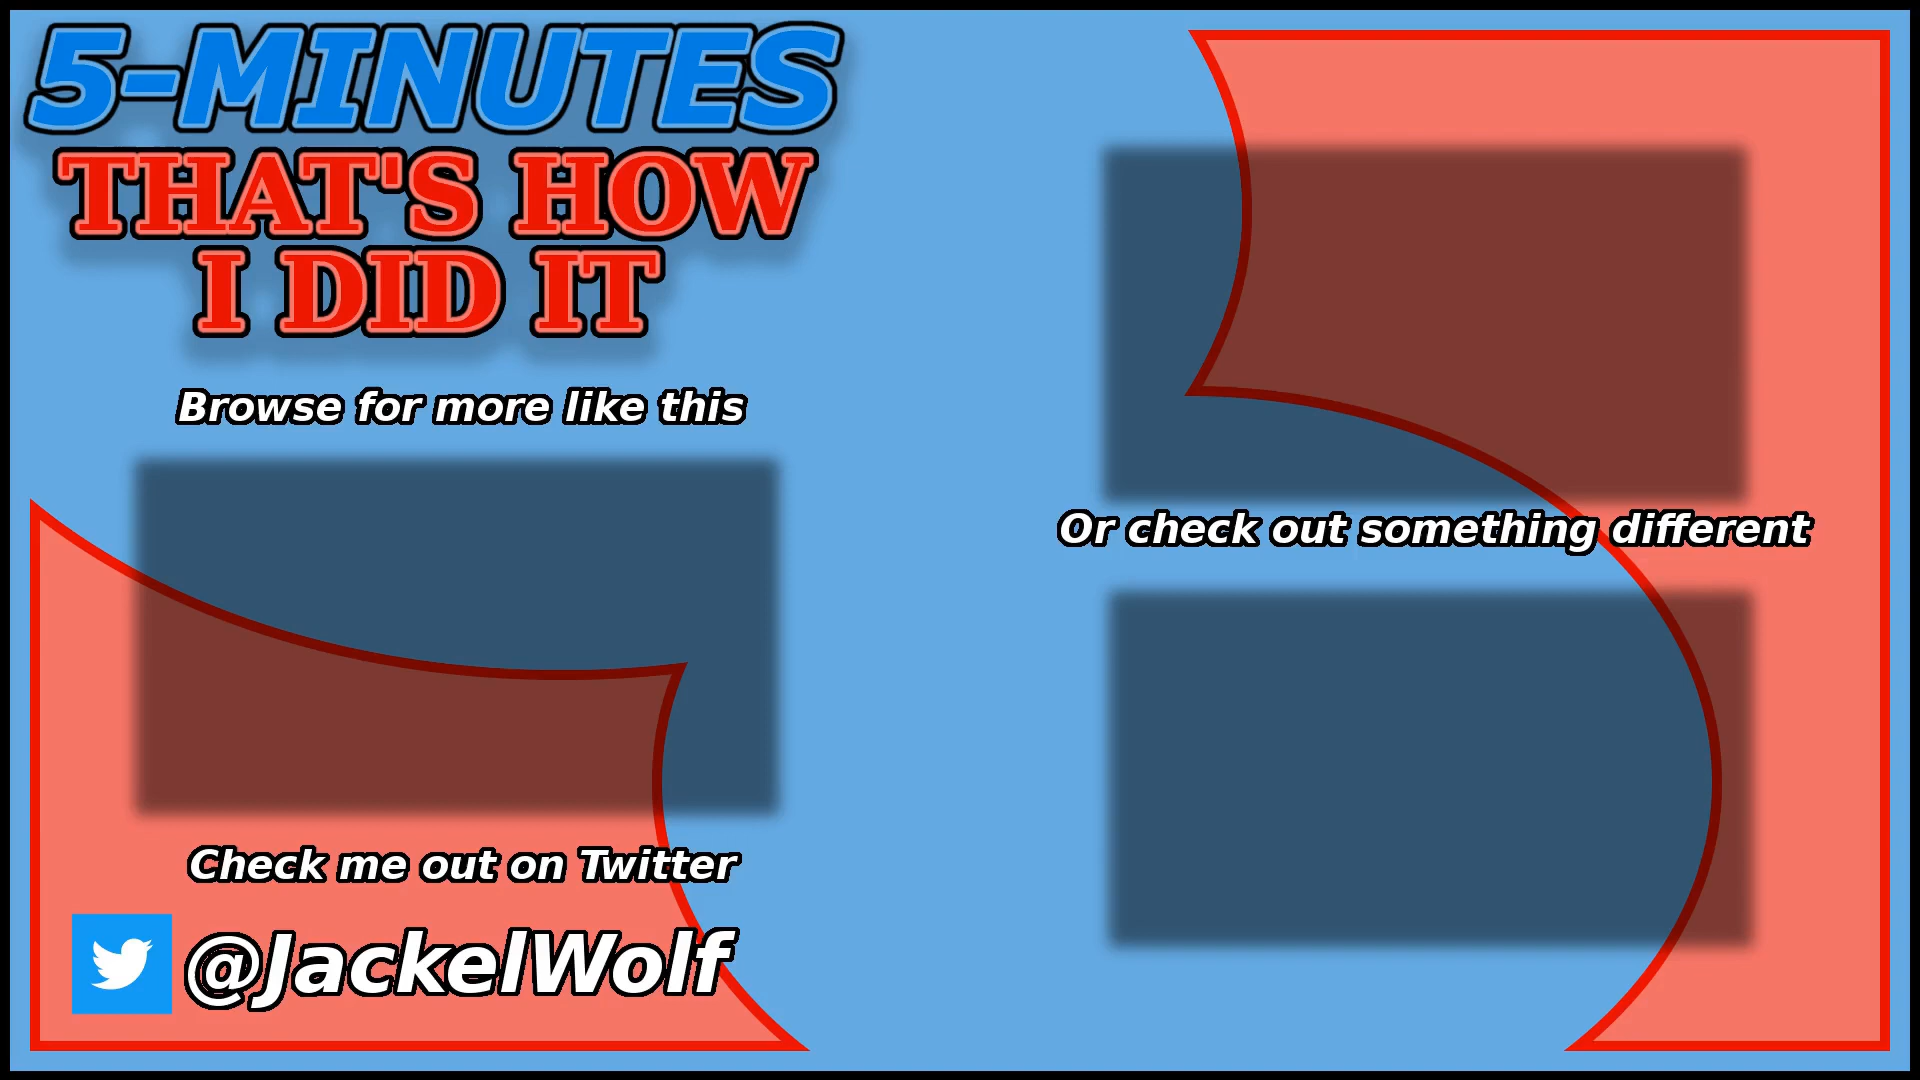 5-MINUTES
THAT'S HOW
I DID IT
Browse for more like this
Check me out on Twitter
@JackelWolf
Or check out something different